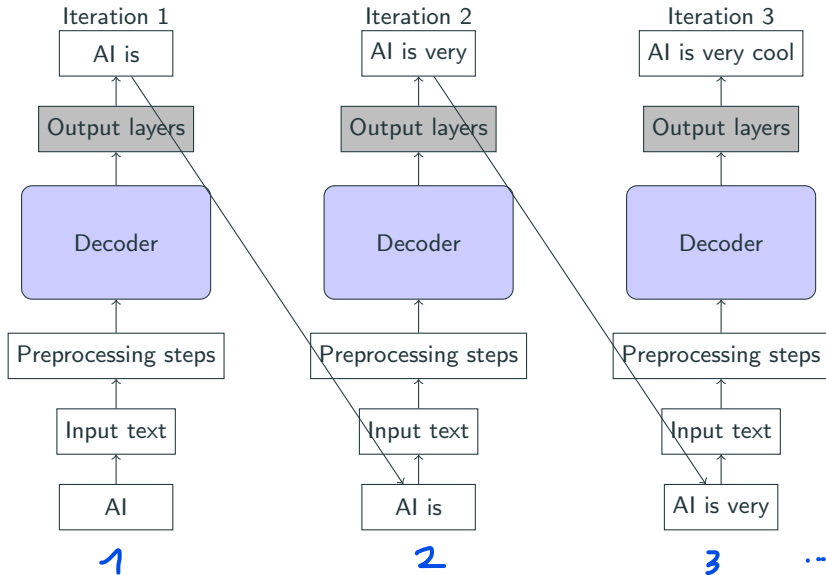 Iteration 1
AI is
Output layers
Decoder
Preprocessing steps
Input text
AI
1
Iteration 2
AI is very
Output layers
Decoder
Preprocessing steps
Input text
AI is
2
Iteration 3
AI is very cool
Output layers
Decoder
Preprocessing steps
Input text
AI is very
3
...